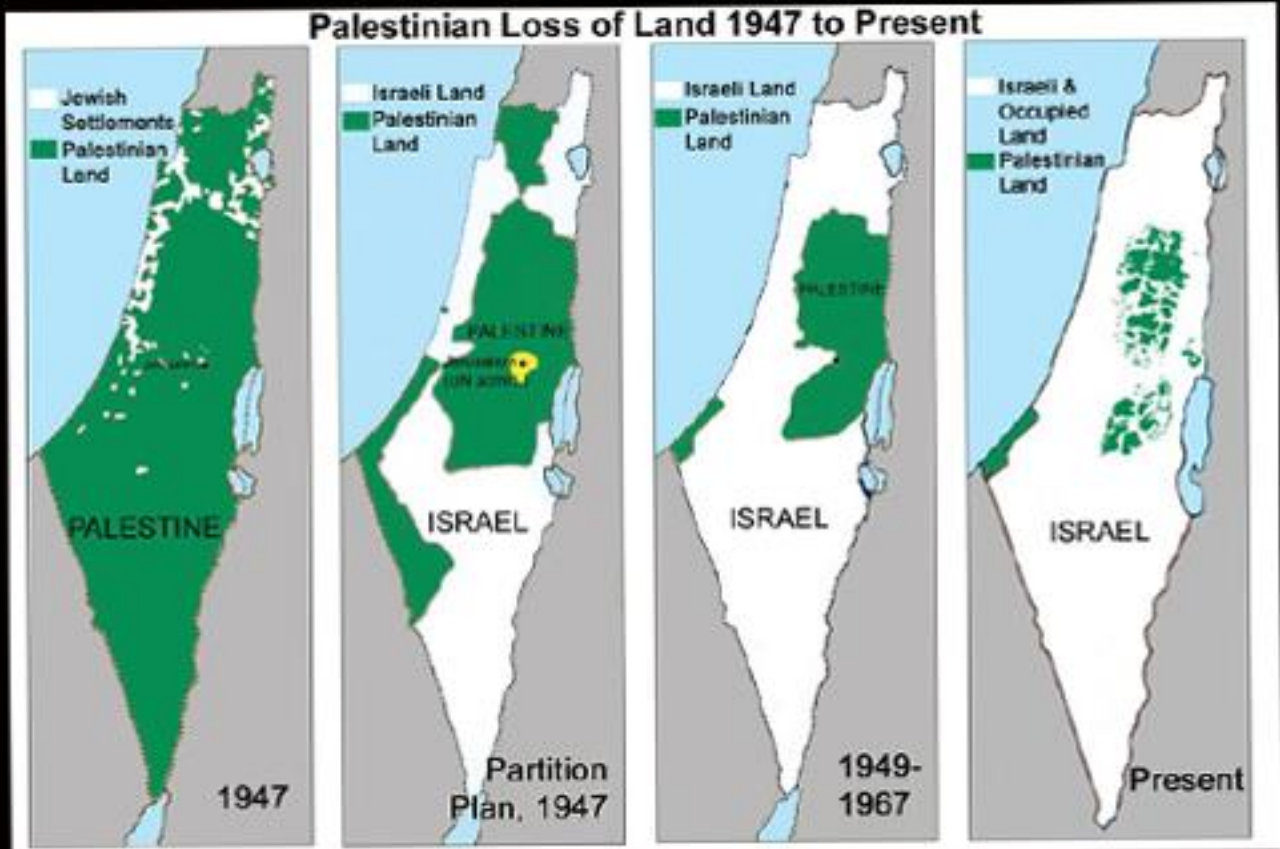 Palestinian Loss of Land 1947 to Present
Jewish
Settlements
Palestinian
Land
PALESTINE
1947
Israeli Land
Palestinian
Land
PALESTINE
Jerusalem
ISRAEL
Partition
Plan, 1947
Israeli Land
Palestinian
Land
PALESTINE
ISRAEL
1949-
1967
Israeli &
Occupied
Land
Palestinian
Land
ISRAEL
Present